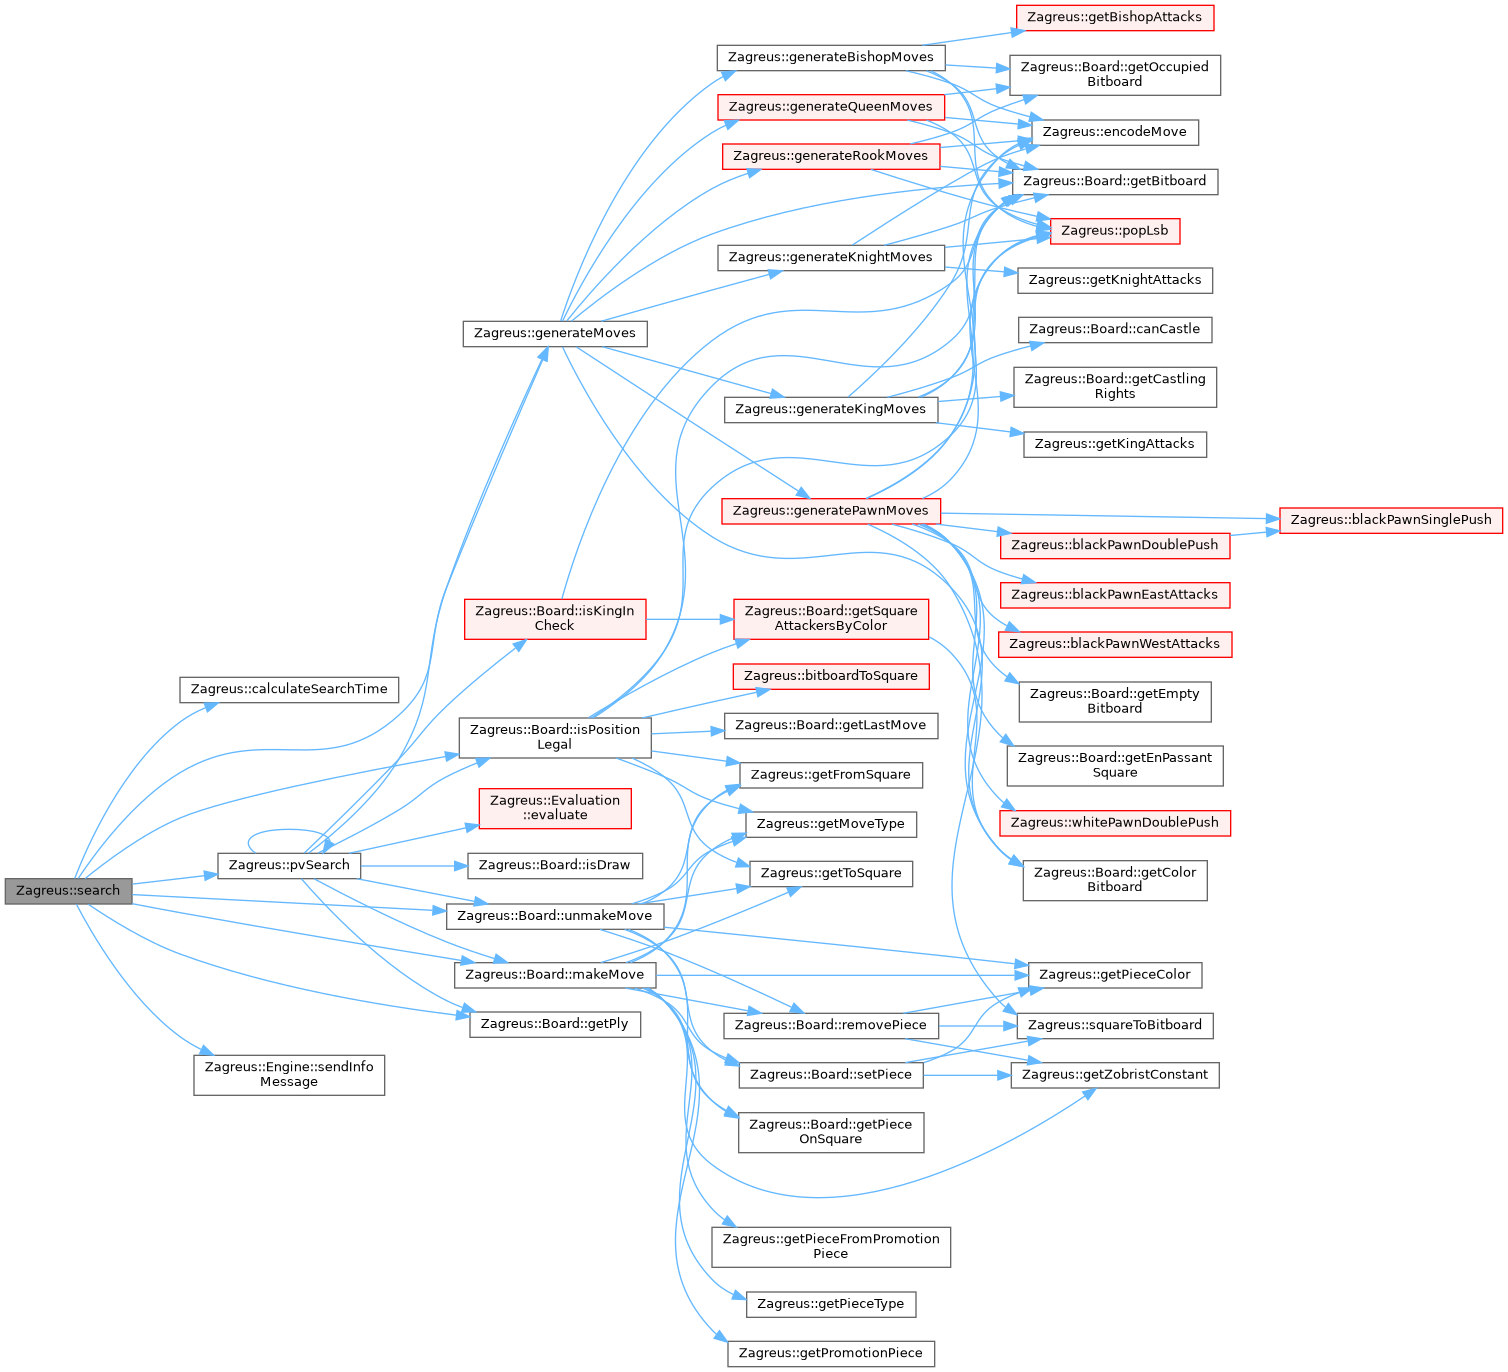 Zagreus::search
Zagreus::calculateSearchTime
Zagreus::pvSearch
Zagreus::Engine::sendInfo
Message
Zagreus::generateMoves
Zagreus::Board::isKingIn
Check
Zagreus::Board::isPosition
Legal
Zagreus::Evaluation
::evaluate
Zagreus::Board::isDraw
Zagreus::Board::unmakeMove
Zagreus::Board::makeMove
Zagreus::Board::getPly
Zagreus::generateBishopMoves
Zagreus::generateQueenMoves
Zagreus::generateRookMoves
Zagreus::generateKnightMoves
Zagreus::generateKingMoves
Zagreus::generatePawnMoves
Zagreus::Board::getSquare
AttackersByColor
Zagreus::bitboardToSquare
Zagreus::Board::getLastMove
Zagreus::getFromSquare
Zagreus::getMoveType
Zagreus::getToSquare
Zagreus::Board::removePiece
Zagreus::Board::setPiece
Zagreus::Board::getPiece
OnSquare
Zagreus::getPieceFromPromotion
Piece
Zagreus::getPieceType
Zagreus::getPromotionPiece
Zagreus::getBishopAttacks
Zagreus::Board::getOccupied
Bitboard
Zagreus::encodeMove
Zagreus::Board::getBitboard
Zagreus::popLsb
Zagreus::getKnightAttacks
Zagreus::Board::canCastle
Zagreus::Board::getCastling
Rights
Zagreus::getKingAttacks
Zagreus::blackPawnDoublePush
Zagreus::blackPawnEastAttacks
Zagreus::blackPawnWestAttacks
Zagreus::Board::getEmpty
Bitboard
Zagreus::Board::getEnPassant
Square
Zagreus::whitePawnDoublePush
Zagreus::Board::getColor
Bitboard
Zagreus::getPieceColor
Zagreus::squareToBitboard
Zagreus::getZobristConstant
Zagreus::blackPawnSinglePush